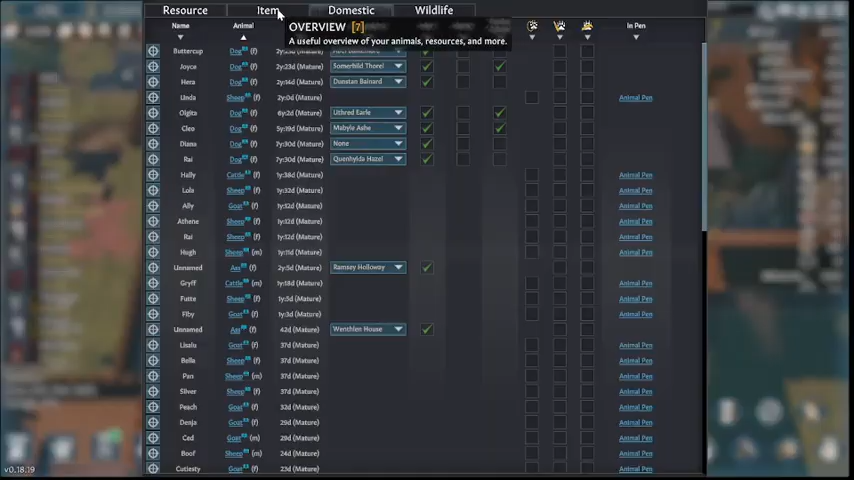 Resource Item Domestic Wildlife
OVERVIEW [7]
A useful overview of your animals, resources, and more.
Name Animal In Pen
Buttercup Dog (f)
Joyce Dog (f) 2y:23d (Mature) Somerhild Thorel
Hera Dog (f) 2y:14d (Mature) Dunstan Bainard
Linda Sheep (f) 2y:0d (Mature) Animal Pen
Olgita Dog (f) 6y:2d (Mature) Uthred Earle
Cleo Dog (f) 5y:19d (Mature) Mabyle Ashe
Diana Dog (f) 7y:30d (Mature) None
Rai Dog (f) 7y:30d (Mature) Quenhylda Hazel
Hally Cattle (f) 1y:38d (Mature) Animal Pen
Lola Sheep (f) 1y:32d (Mature) Animal Pen
Ally Goat (f) 1y:32d (Mature) Animal Pen
Athene Sheep (f) 1y:12d (Mature) Animal Pen
Rai Sheep (f) 1y:12d (Mature) Animal Pen
Hogh Sheep (m) 1y:11d (Mature) Animal Pen
Unnamed Ass (f) 2y:5d (Mature) Ramsey Holloway
Gryff Cattle (m) 1y:18d (Mature) Animal Pen
Futte Sheep (f) 1y:5d (Mature) Animal Pen
Fiby Goat (f) 1y:3d (Mature) Animal Pen
Unnamed Ass (f) 42d (Mature) Wenthlen House
Lisalu Goat (f) 37d (Mature) Animal Pen
Bella Sheep (f) 37d (Mature) Animal Pen
Pan Sheep (m) 37d (Mature) Animal Pen
Silver Sheep (f) 37d (Mature) Animal Pen
Peach Goat (f) 32d (Mature) Animal Pen
Denja Goat (f) 29d (Mature) Animal Pen
Ced Goat (m) 29d (Mature) Animal Pen
Boof Sheep (m) 24d (Mature) Animal Pen
Cutiesty Goat (f) 23d (Mature) Animal Pen
v0.18.19